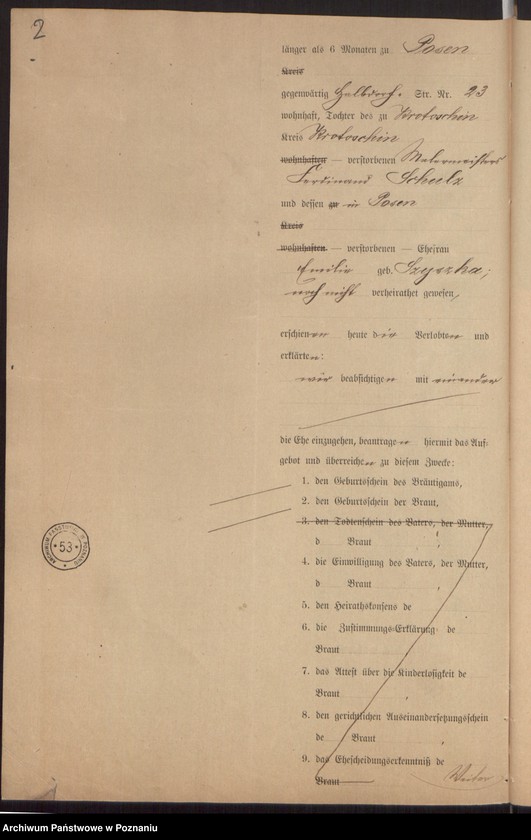 2
länger als 6 Monaten zu Posen
Kreis
gegenwärtig Halbdorf. Str. Nr. 23
wohnhaft, Tochter des zu Krotoschin
Kreis Krotoschin
wohnhaften — verstorbenen Malermeisters
Ferdinand Schulz
und dessen zu in Posen
Kreis
wohnhaften — verstorbenen — Ehefrau
Emilie geb. Szyszka;
noch nicht verheirathet gewesen,
erschienen heute die Verlobten und
erklärten:
wir beabsichtigen mit einander
die Ehe einzugehen, beantragen hiermit das Auf-
gebot und überreichen zu diesem Zwecke:
1. den Geburtsschein des Bräutigams,
2. den Geburtsschein der Braut,
3. den Todtenschein des Vaters, der Mutter,
d Braut ,
4. die Einwilligung des Vaters, der Mutter,
d Braut ,
5. den Heirathskonsens de
6. die Zustimmungs-Erklärung de
Braut
7. das Attest über die Kinderlosigkeit de
Braut ,
8. den gerichtlichen Auseinandersetzungsschein
de Braut ,
9. das Ehescheidungserkenntniß de
Braut Weiter
ARCHIWUM PAŃSTWOWE W POZNANIU
* 53 *
Archiwum Państwowe w Poznaniu